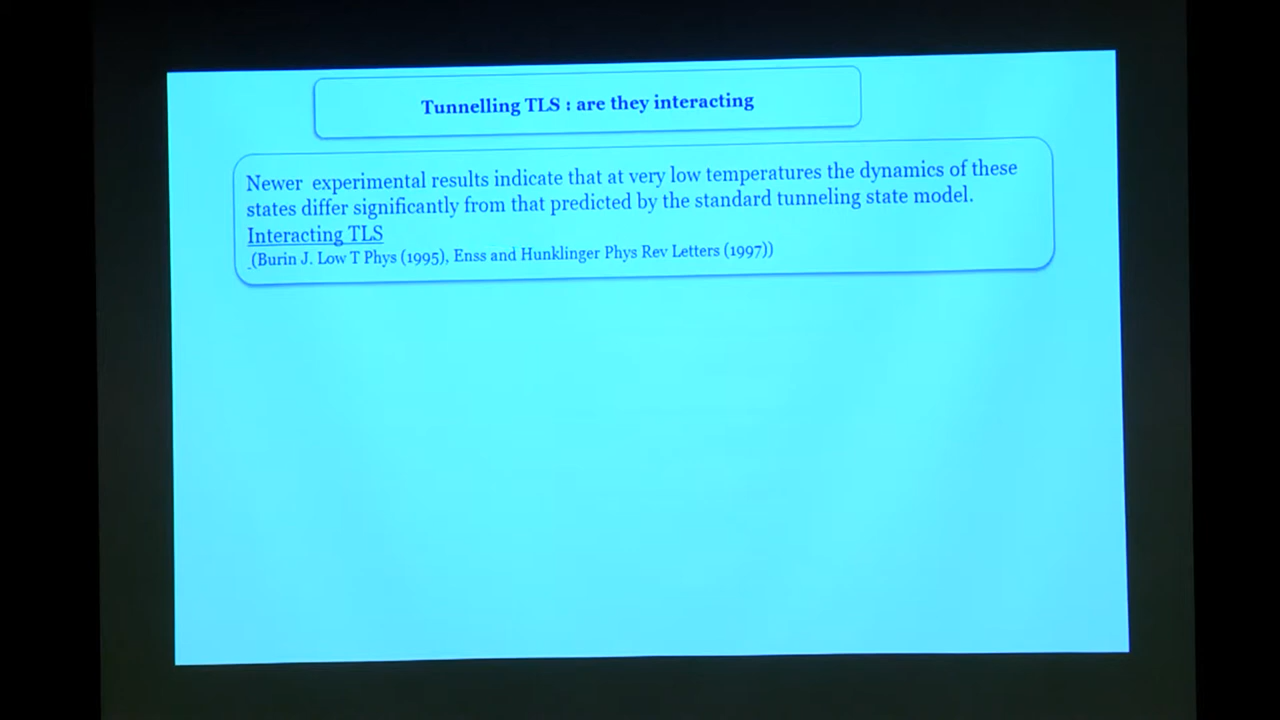 Tunnelling TLS : are they interacting
Newer experimental results indicate that at very low temperatures the dynamics of these
states differ significantly from that predicted by the standard tunneling state model.
Interacting TLS
(Burin J. Low T Phys (1995), Enss and Hunklinger Phys Rev Letters (1997))